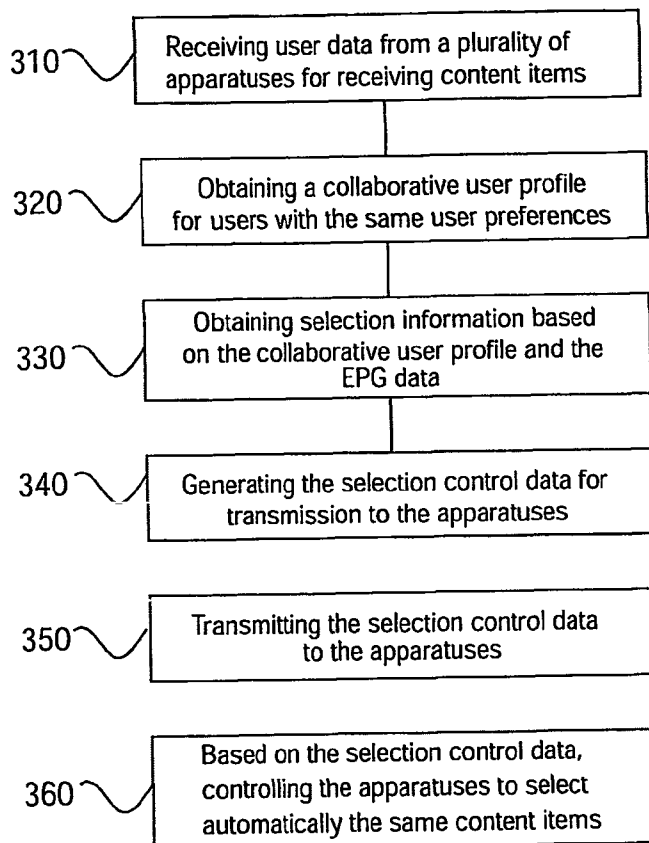 310
Receiving user data from a plurality of
apparatuses for receiving content items
320
Obtaining a collaborative user profile
for users with the same user preferences
330
Obtaining selection information based
on the collaborative user profile and the
EPG data
340
Generating the selection control data for
transmission to the apparatuses
350
Transmitting the selection control data
to the apparatuses
360
Based on the selection control data,
controlling the apparatuses to select
automatically the same content items